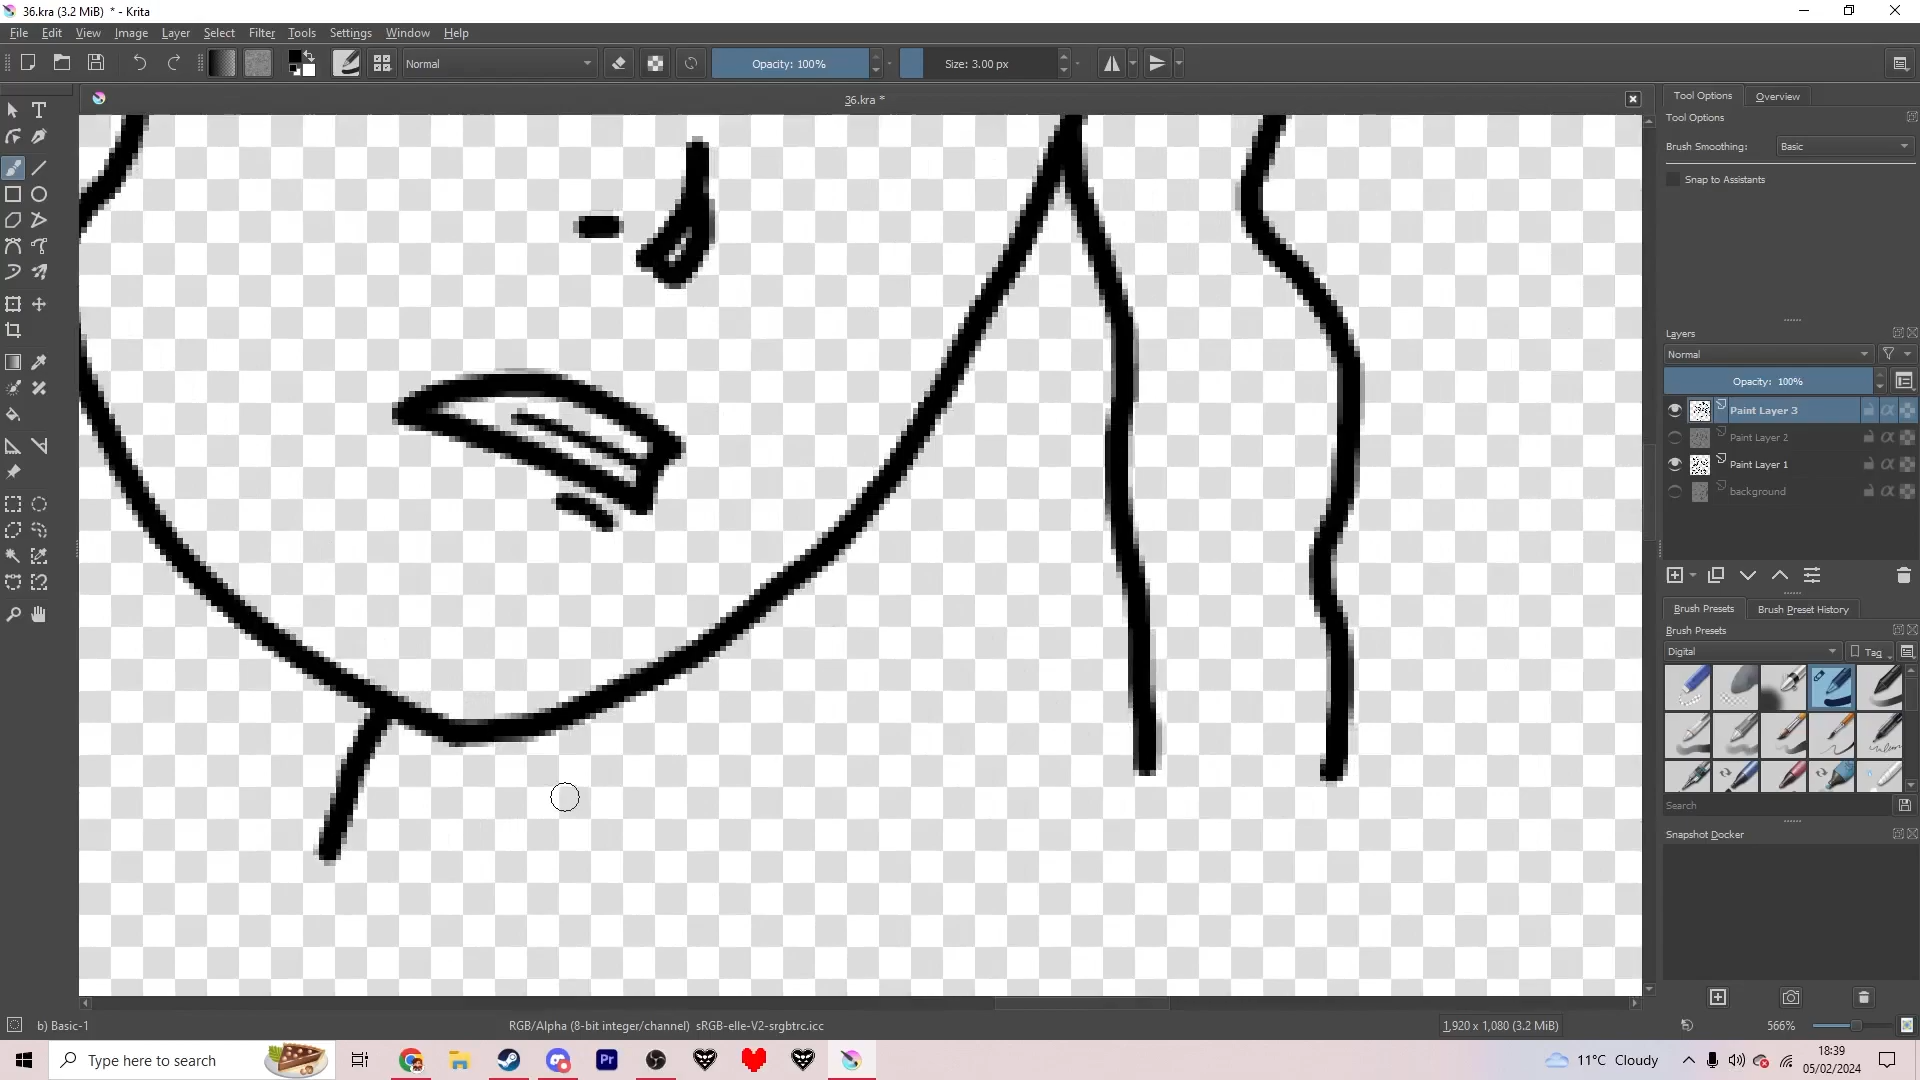 36.kra (3.2 MiB) * - Krita
File Edit View Image Layer Select Filter Tools Settings Window Help
Normal
Opacity: 100%
Size: 3.00 px
36.kra *
Tool Options Overview
Tool Options
Brush Smoothing: Basic
Snap to Assistants
Layers
Normal
Opacity: 100%
Paint Layer 3
Paint Layer 2
Paint Layer 1
background
Brush Presets Brush Preset History
Brush Presets
Digital Tag
Search
Snapshot Docker
b) Basic-1 RGB/Alpha (8-bit integer/channel) sRGB-elle-V2-srgbtrc.icc 1,920 x 1,080 (3.2 MiB) 566%
Type here to search Pr 11°C Cloudy 18:39
05/02/2024